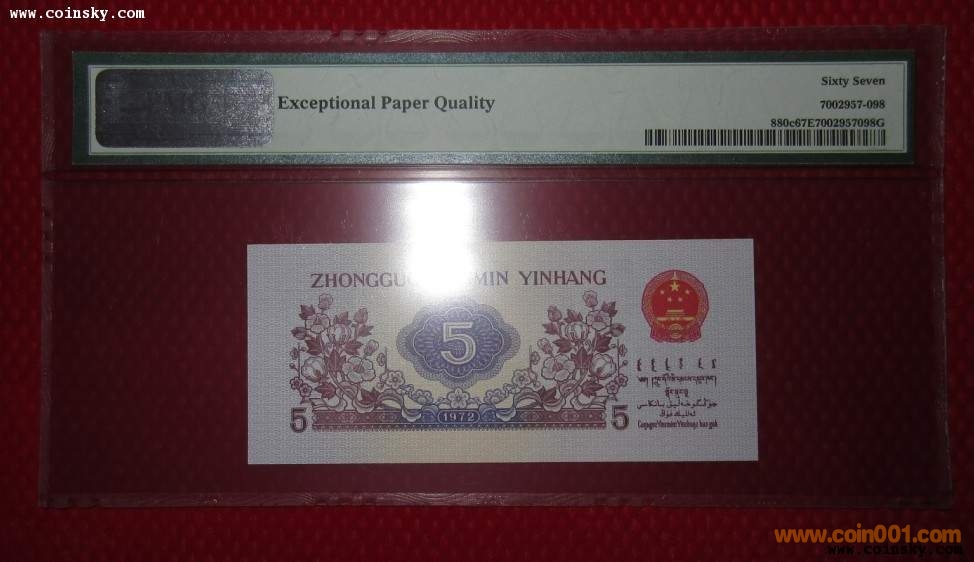 www.coinsky.com
Exceptional Paper Quality
Sixty Seven
7002957-098
880c67E7002957098G
ZHONGGUO MIN YINHANG
5
5
1972
5
www.coin001.com
www.coinsky.com